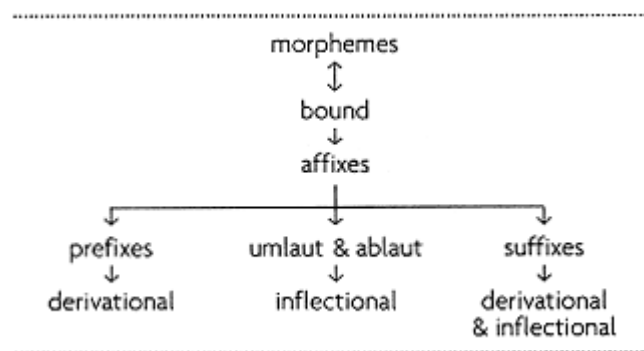 morphemes
bound
affixes
prefixes umlaut & ablaut suffixes
derivational inflectional derivational
& inflectional